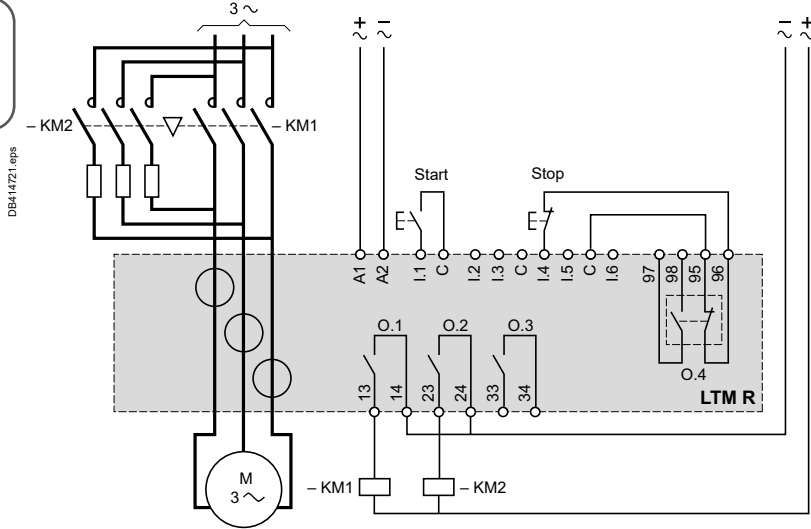 3 ~
+ − − +
~ ~ ~ ~
– KM2
– KM1
DB414721.eps
Start
Stop
A1 A2 I.1 C I.2 I.3 C I.4 I.5 C I.6 97 98 95 96
O.1 O.2 O.3
O.4
13 14 23 24 33 34
LTM R
M
3 ~
– KM1
– KM2